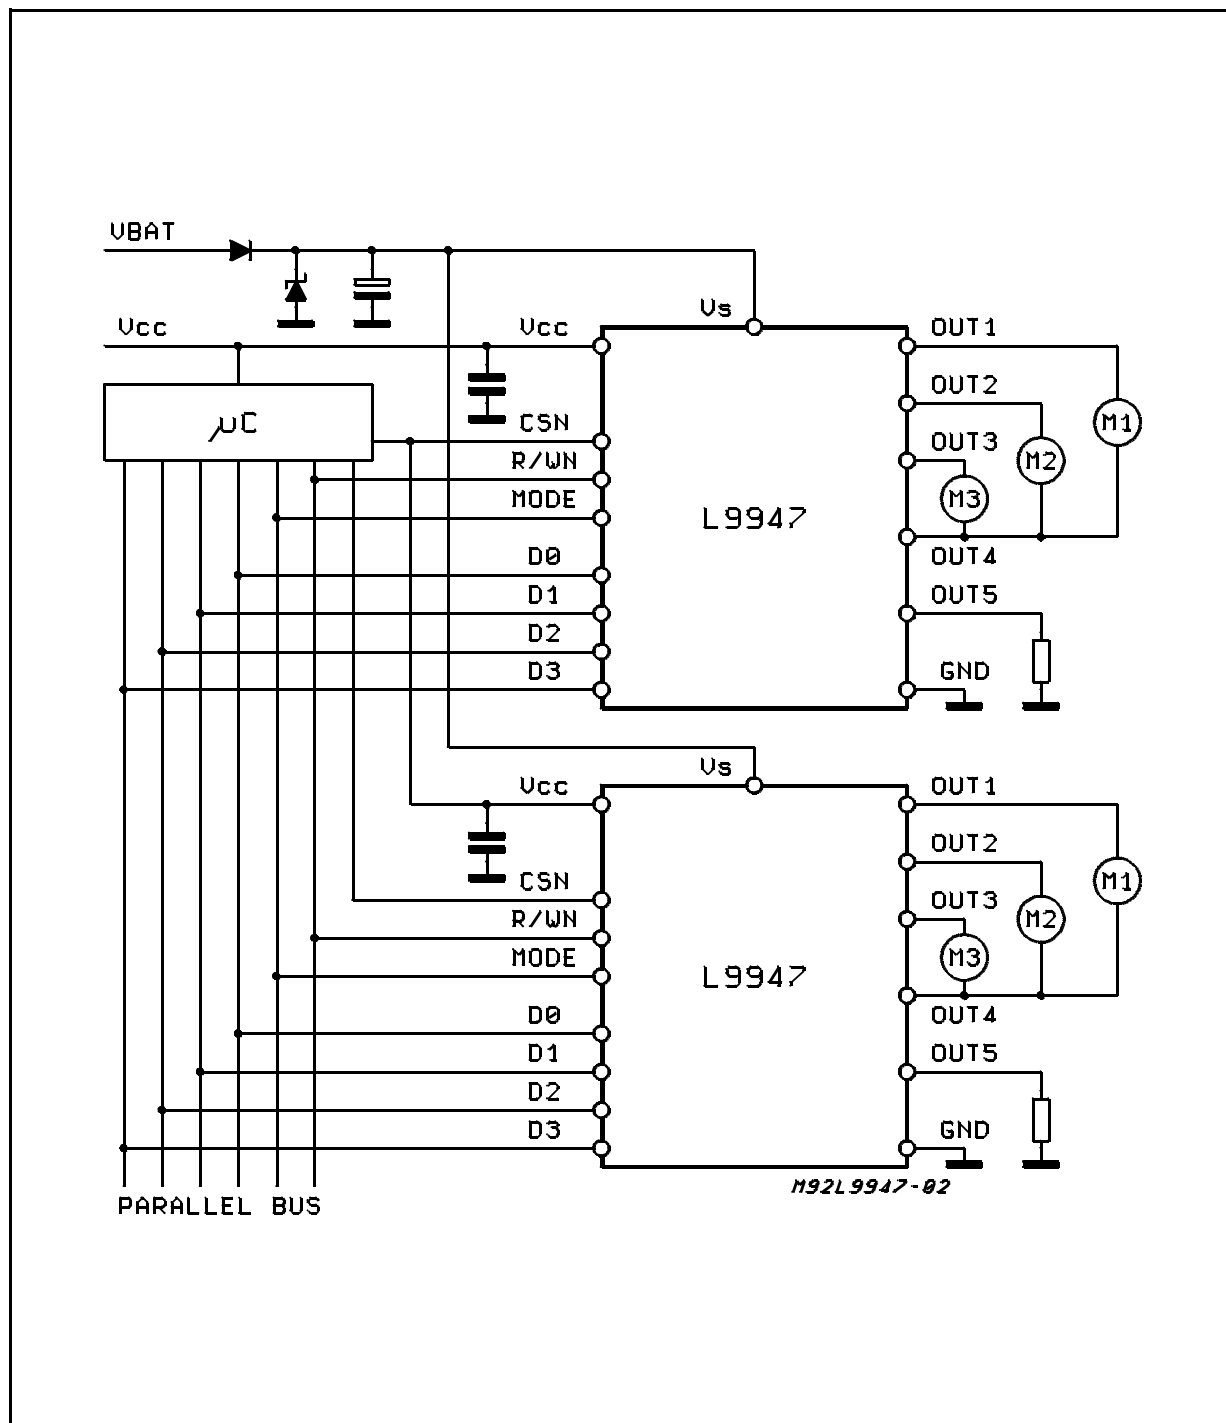 VBAT
Vcc
µC
Vs
Vcc
CSN
R/WN
MODE
D0
D1
D2
D3
L9947
OUT1
OUT2
OUT3
OUT4
OUT5
GND
M1
M2
M3
Vs
Vcc
CSN
R/WN
MODE
D0
D1
D2
D3
L9947
OUT1
OUT2
OUT3
OUT4
OUT5
GND
M1
M2
M3
M92L9947-02
PARALLEL BUS